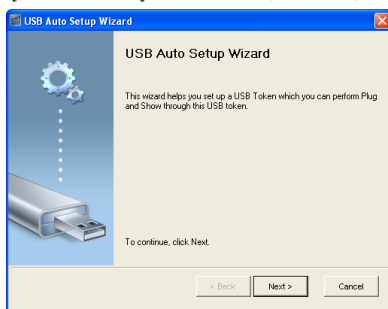 USB Auto Setup Wizard
USB Auto Setup Wizard
This wizard helps you set up a USB Token which you can perform Plug
and Show through this USB token.
To continue, click Next.
< Back Next > Cancel